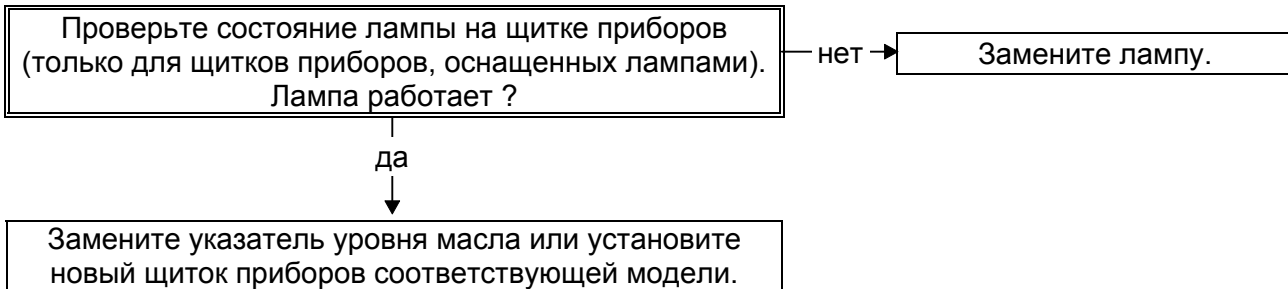 Проверьте состояние лампы на щитке приборов
(только для щитков приборов, оснащенных лампами).
Лампа работает ?
нет
Замените лампу.
да
Замените указатель уровня масла или установите
новый щиток приборов соответствующей модели.